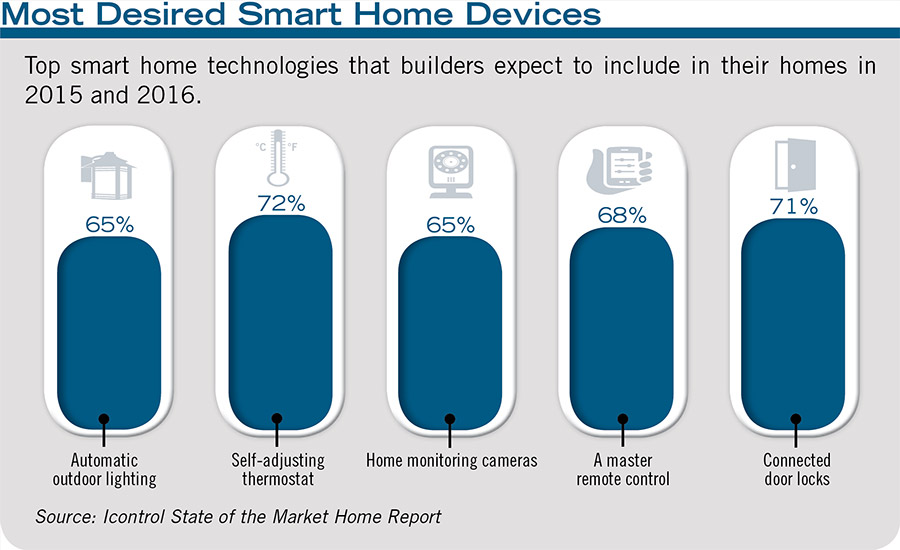 Most Desired Smart Home Devices
Top smart home technologies that builders expect to include in their homes in
2015 and 2016.
°C °F
65%
72%
65%
68%
71%
Automatic
outdoor lighting
Self-adjusting
thermostat
Home monitoring cameras
A master
remote control
Connected
door locks
Source: Icontrol State of the Market Home Report